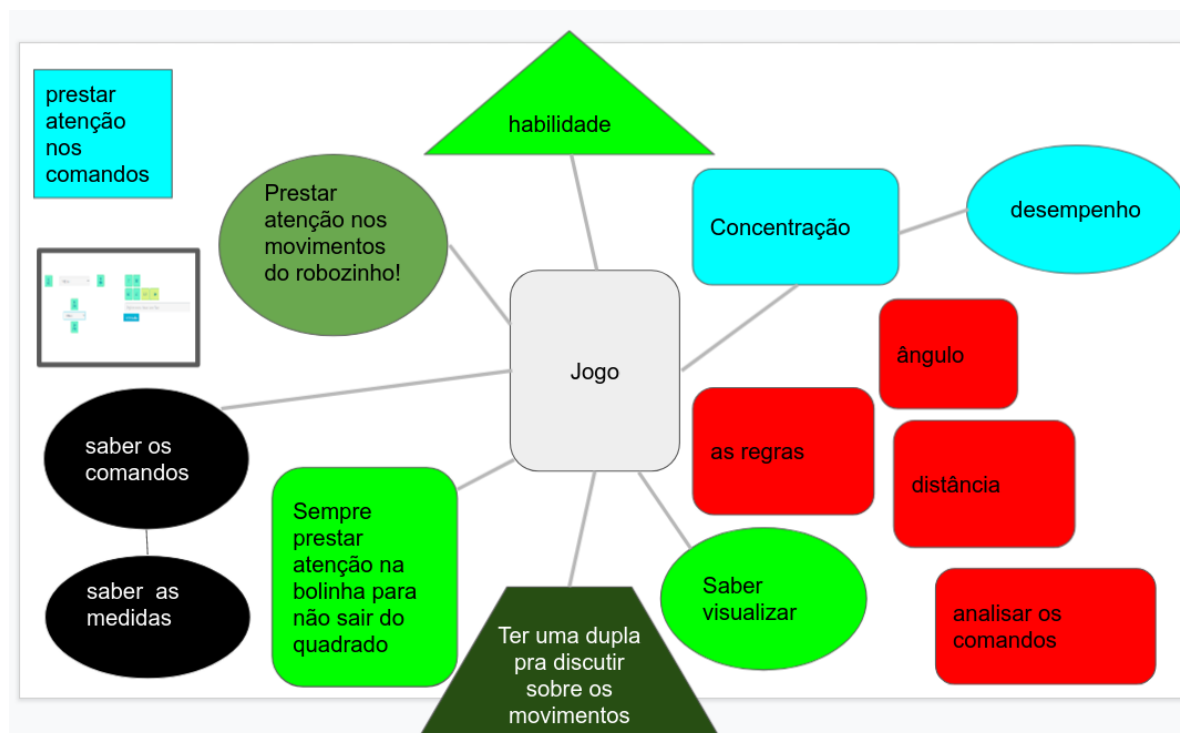 prestar
atenção
nos
comandos
habilidade
Prestar
atenção nos
movimentos
do robozinho!
Concentração
desempenho
Jogo
ângulo
as regras
distância
saber os
comandos
Sempre
prestar
atenção na
bolinha para
não sair do
quadrado
saber as
medidas
Saber
visualizar
analisar os
comandos
Ter uma dupla
pra discutir
sobre os
movimentos